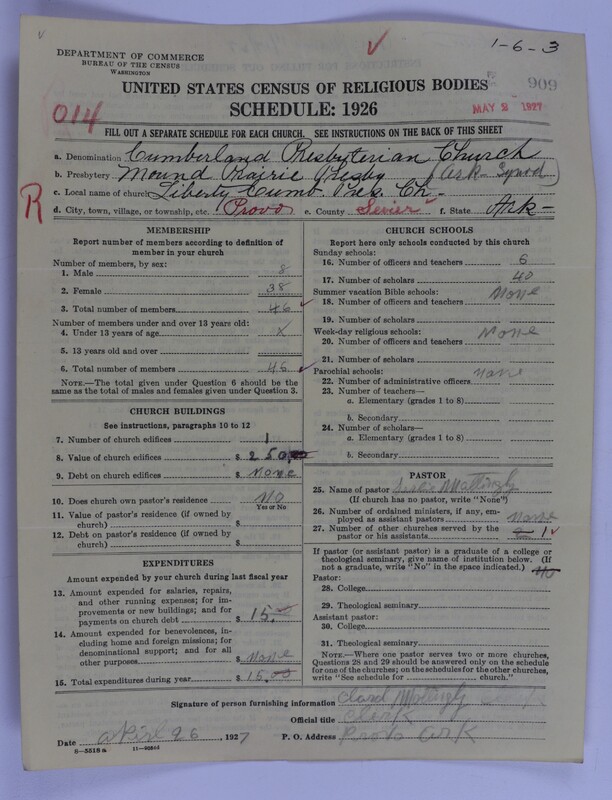 1-6-3
DEPARTMENT OF COMMERCE
BUREAU OF THE CENSUS
WASHINGTON
UNITED STATES CENSUS OF RELIGIOUS BODIES
909
SCHEDULE: 1926
MAY 2 1927
014
FILL OUT A SEPARATE SCHEDULE FOR EACH CHURCH. SEE INSTRUCTIONS ON THE BACK OF THIS SHEET
a. Denomination Cumberland Presbyterian Church
b. Presbytery Mound Prairie Presby (Ark. Synod)
c. Local name of church Liberty Cumb. Pres. Ch.
R
d. City, town, village, or township, etc. Provo e. County Sevier f. State Ark
MEMBERSHIP
Report number of members according to definition of
member in your church
Number of members, by sex:
1. Male 8
2. Female 38
3. Total number of members 46
Number of members under and over 13 years old:
4. Under 13 years of age x
5. 13 years old and over
6. Total number of members 46
NOTE.—The total given under Question 6 should be
the same as the total of males and females given under Question 3.
CHURCH BUILDINGS
See instructions, paragraphs 10 to 12
7. Number of church edifices 1
8. Value of church edifices $ 250.00
9. Debt on church edifices $ None
10. Does church own pastor's residence NO
Yes or No
11. Value of pastor's residence (if owned by
church) $
12. Debt on pastor's residence (if owned by
church) $
EXPENDITURES
Amount expended by your church during last fiscal year
13. Amount expended for salaries, repairs,
and other running expenses; for im-
provements or new buildings; and for
payments on church debt $ 15.
14. Amount expended for benevolences, in-
cluding home and foreign missions; for
denominational support; and for all
other purposes $ None
15. Total expenditures during year $ 15.00
CHURCH SCHOOLS
Report here only schools conducted by this church
Sunday schools:
16. Number of officers and teachers 6
17. Number of scholars 40
Summer vacation Bible schools: None
18. Number of officers and teachers
19. Number of scholars
Week-day religious schools: None
20. Number of officers and teachers
21. Number of scholars
Parochial schools: None
22. Number of administrative officers
23. Number of teachers—
a. Elementary (grades 1 to 8)
b. Secondary
24. Number of scholars—
a. Elementary (grades 1 to 8)
b. Secondary
PASTOR
25. Name of pastor Leslie Mattingly
(If church has no pastor, write "None")
26. Number of ordained ministers, if any, em-
ployed as assistant pastors None
27. Number of other churches served by the
pastor or his assistants 1
If pastor (or assistant pastor) is a graduate of a college or
theological seminary, give name of institution below. (If
not a graduate, write "No" in the space indicated.) No
Pastor:
28. College
29. Theological seminary
Assistant pastor:
30. College
31. Theological seminary
NOTE.—Where one pastor serves two or more churches,
Questions 28 and 29 should be answered only on the schedule
for one of the churches; on the schedules for the other churches,
write "See schedule for church."
Signature of person furnishing information
Official title Clerk
Date April 26, 1927 P. O. Address Provo Ark
8—5518a